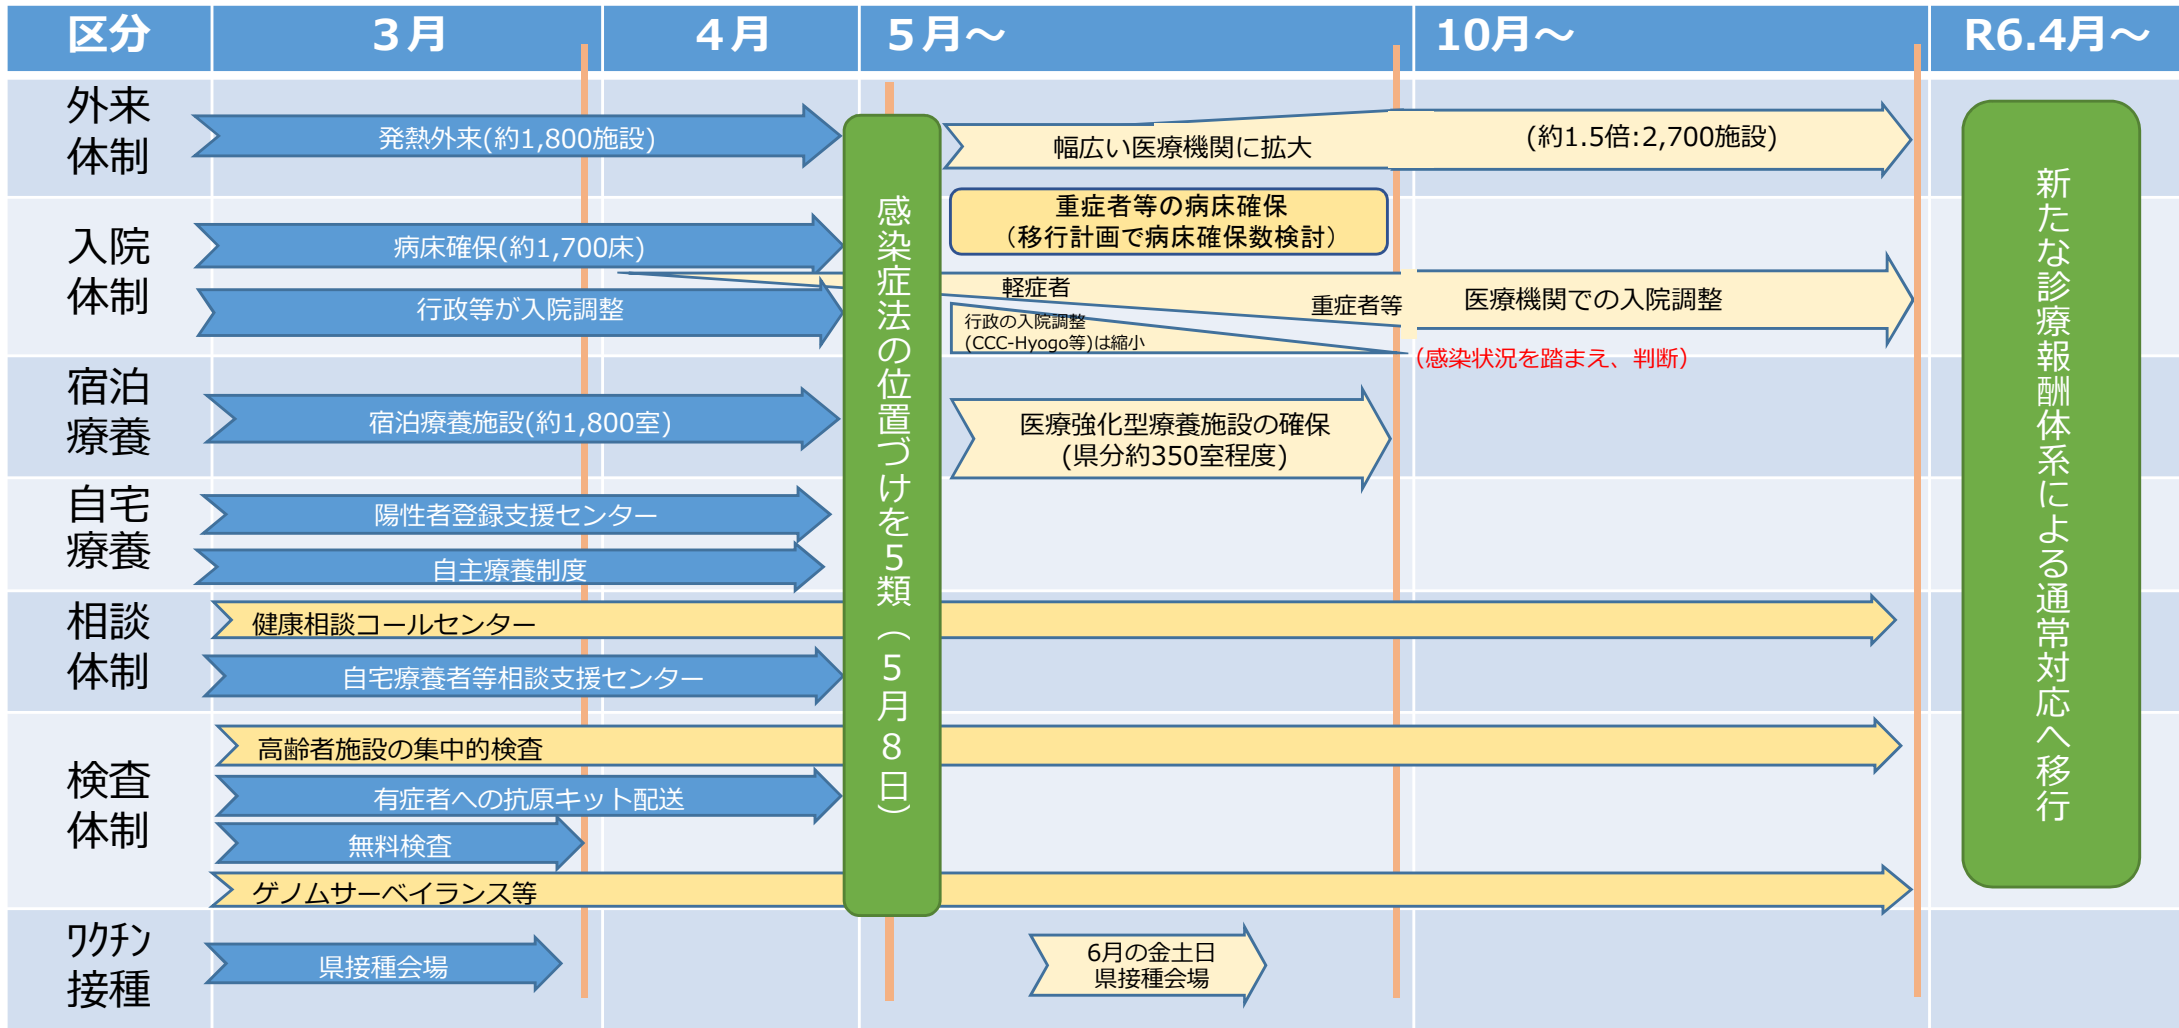 区分
３月
４月
５月～
10月～
R6.4月～
外来
体制
発熱外来(約1,800施設)
幅広い医療機関に拡大
(約1.5倍:2,700施設)
入院
体制
病床確保(約1,700床)
重症者等の病床確保
（移行計画で病床確保数検討）
行政等が入院調整
軽症者
重症者等
医療機関での入院調整
行政の入院調整
(CCC-Hyogo等)は縮小
（感染状況を踏まえ、判断）
宿泊
療養
宿泊療養施設(約1,800室)
医療強化型療養施設の確保
(県分約350室程度)
自宅
療養
陽性者登録支援センター
自主療養制度
相談
体制
健康相談コールセンター
自宅療養者等相談支援センター
検査
体制
高齢者施設の集中的検査
有症者への抗原キット配送
無料検査
ゲノムサーベイランス等
ﾜｸﾁﾝ
接種
県接種会場
6月の金土日
県接種会場
感染症法の位置づけを５類（５月８日）
新たな診療報酬体系による通常対応へ移行